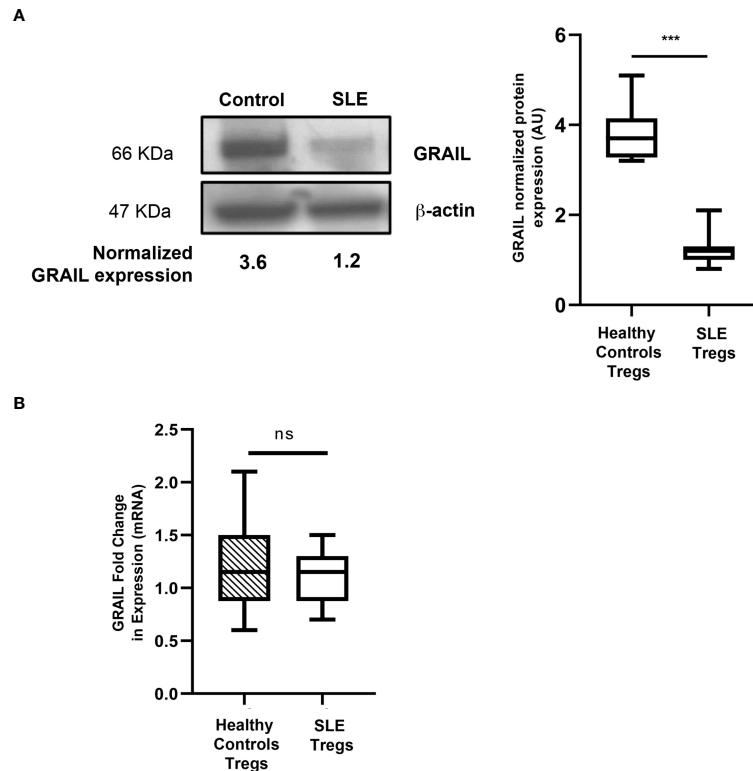 A
Control SLE
66 KDa GRAIL
47 KDa β-actin
Normalized
GRAIL expression 3.6 1.2
GRAIL normalized protein
expression (AU)
6
4
2
0
***
Healthy
Controls
Tregs
SLE
Tregs
B
GRAIL Fold Change
in Expression (mRNA)
2.5
2.0
1.5
1.0
0.5
0.0
ns
Healthy
Controls
Tregs
SLE
Tregs